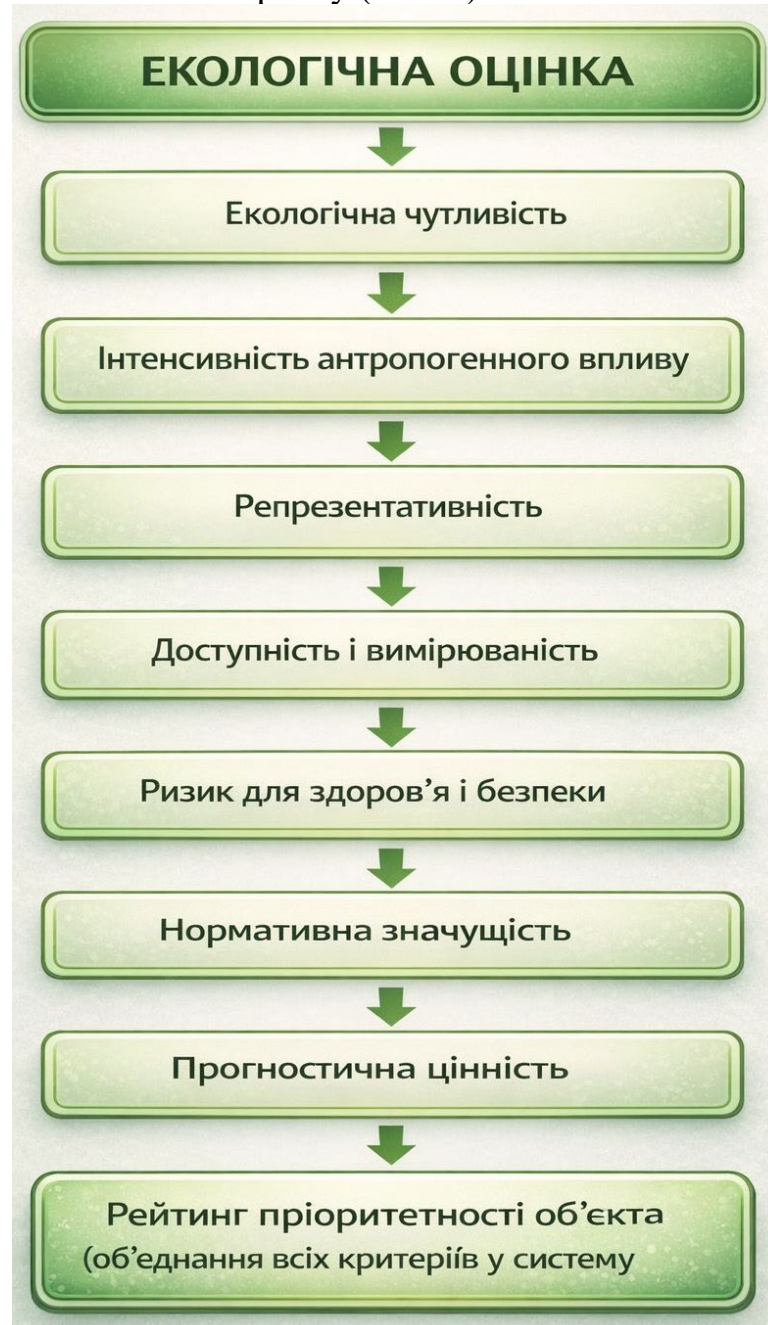 ЕКОЛОГІЧНА ОЦІНКА
Екологічна чутливість
Інтенсивність антропогенного впливу
Репрезентативність
Доступність і вимірюваність
Ризик для здоров’я і безпеки
Нормативна значущість
Прогностична цінність
Рейтинг пріоритетності об’єкта
(об’єднання всіх критеріїв у систему